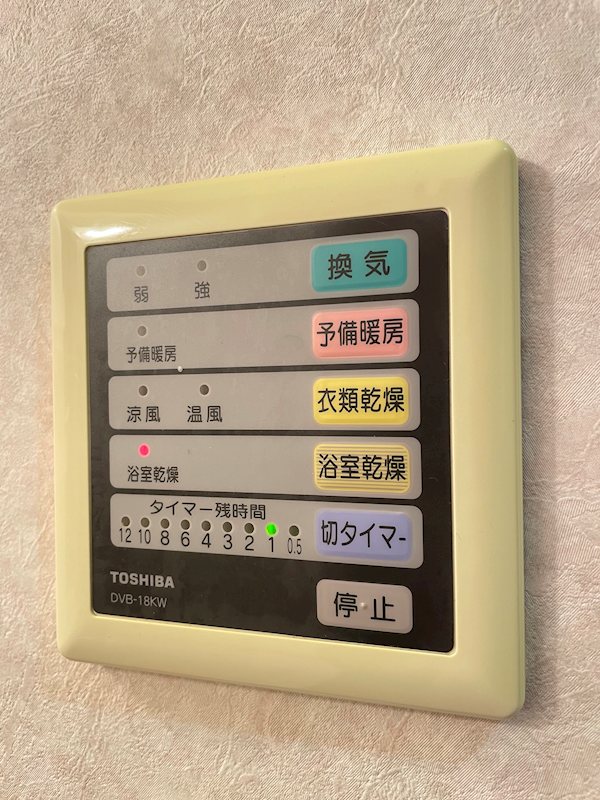 弱 強 換気
予備暖房 予備暖房
涼風 温風 衣類乾燥
浴室乾燥 浴室乾燥
タイマー残時間
12 10 8 6 4 3 2 1 0.5 切タイマー
TOSHIBA
DVB-18KW 停止